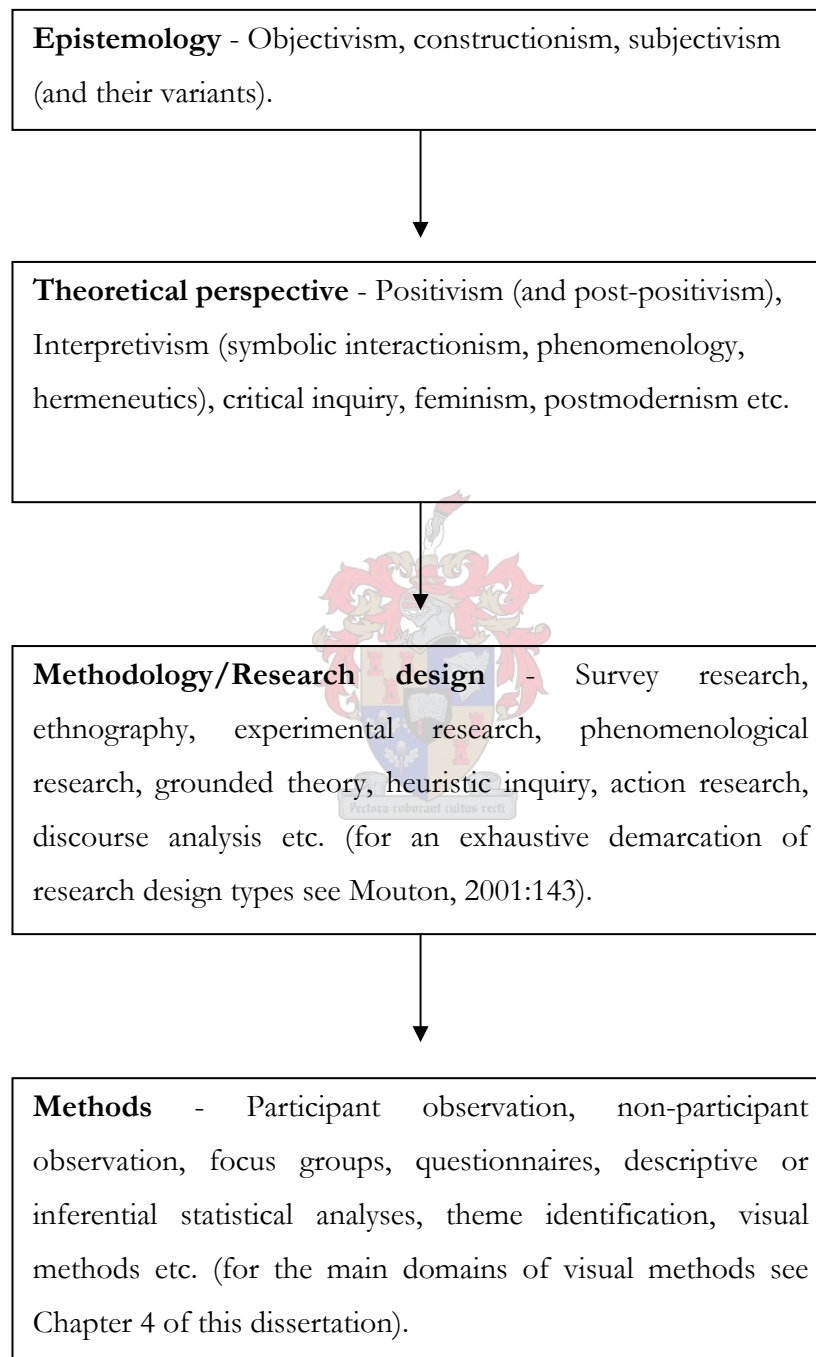 Epistemology - Objectivism, constructionism, subjectivism
(and their variants).
Theoretical perspective - Positivism (and post-positivism),
Interpretivism (symbolic interactionism, phenomenology,
hermeneutics), critical inquiry, feminism, postmodernism etc.
Methodology/Research design - Survey research,
ethnography, experimental research, phenomenological
research, grounded theory, heuristic inquiry, action research,
Pectora roborant cultus recti
discourse analysis etc. (for an exhaustive demarcation of
research design types see Mouton, 2001:143).
Methods - Participant observation, non-participant
observation, focus groups, questionnaires, descriptive or
inferential statistical analyses, theme identification, visual
methods etc. (for the main domains of visual methods see
Chapter 4 of this dissertation).